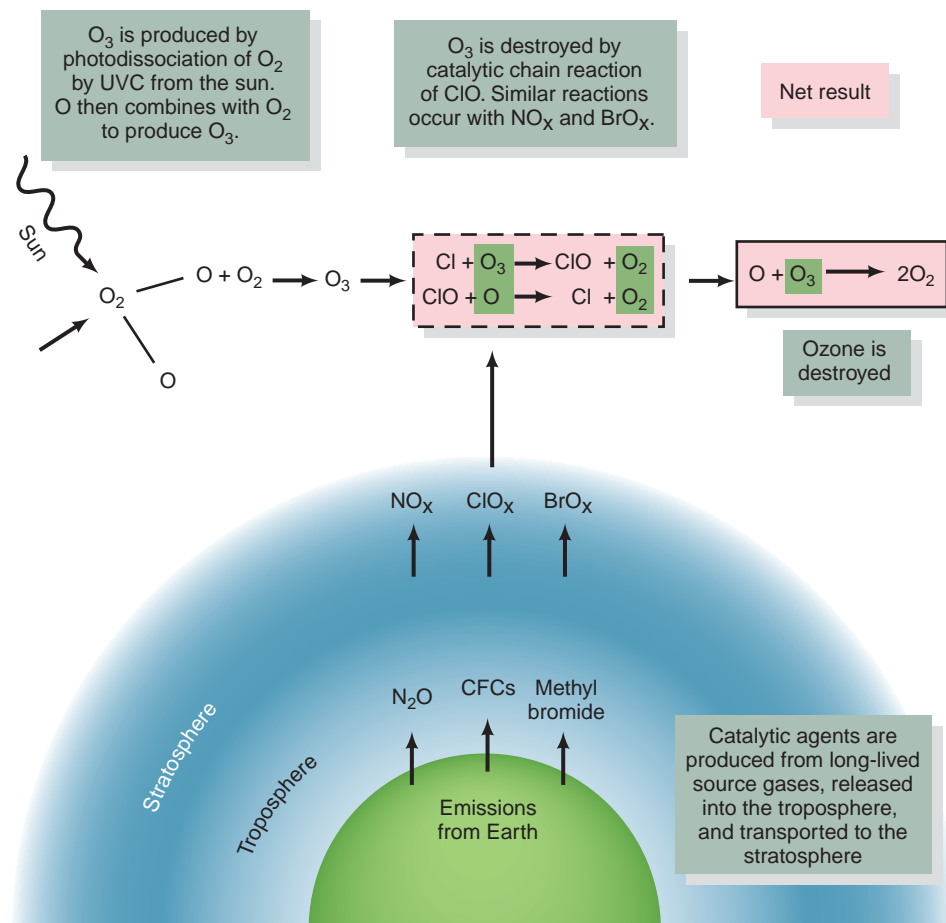 O₃ is produced by
photodissociation of O₂
by UVC from the sun.
O then combines with O₂
to produce O₃.
O₃ is destroyed by
catalytic chain reaction
of ClO. Similar reactions
occur with NOₓ and BrOₓ.
Net result
Sun
O₂
O + O₂
O₃
O
Cl + O₃ → ClO + O₂
ClO + O → Cl + O₂
O + O₃ → 2O₂
Ozone is
destroyed
NOₓ
ClOₓ
BrOₓ
N₂O
CFCs
Methyl
bromide
Stratosphere
Troposphere
Emissions
from Earth
Catalytic agents are
produced from long-lived
source gases, released
into the troposphere,
and transported to the
stratosphere